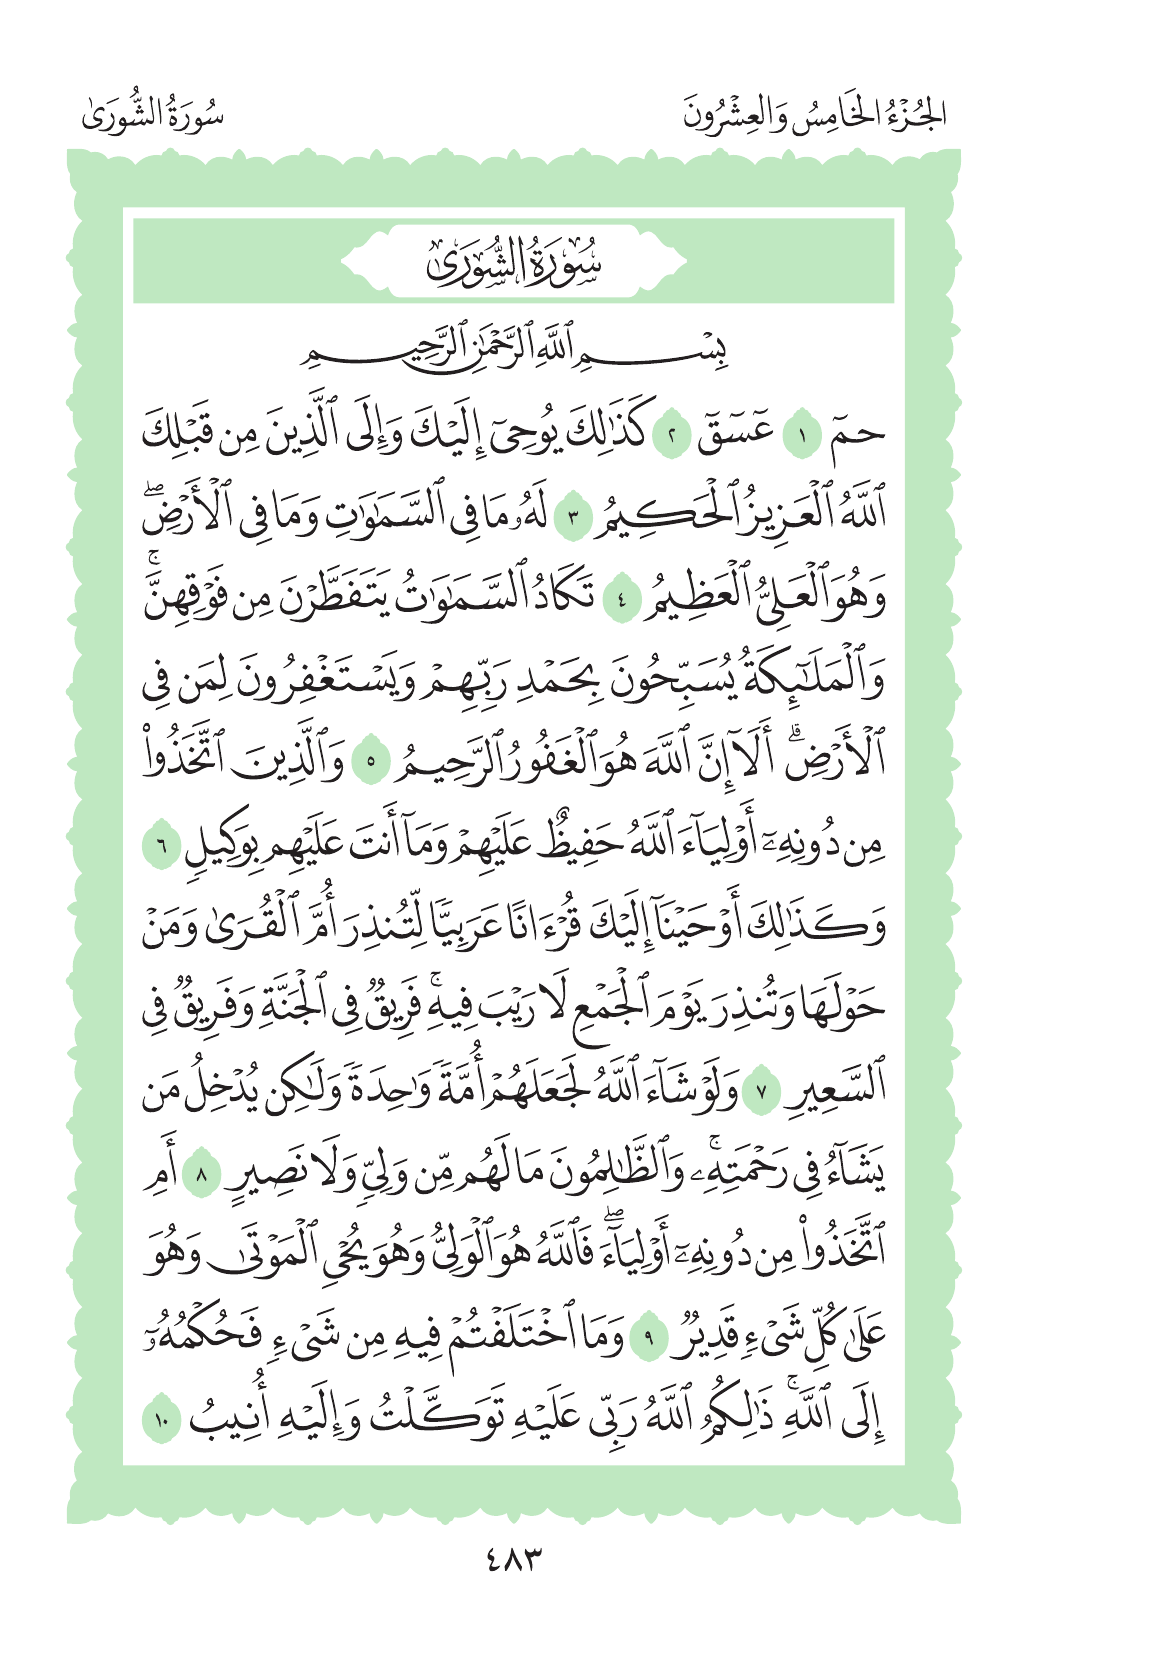 الجُزْءُ الخَامِسُ وَالعِشْرُونَ
سُورَةُ الشُّورَىٰ
سُورَةُ الشُّورَىٰ
بِسْمِ ٱللَّهِ ٱلرَّحْمَٰنِ ٱلرَّحِيمِ
حمٓ ١ عٓسٓقٓ ٢ كَذَٰلِكَ يُوحِيٓ إِلَيْكَ وَإِلَى ٱلَّذِينَ مِن قَبْلِكَ
ٱللَّهُ ٱلْعَزِيزُ ٱلْحَكِيمُ ٣ لَهُۥ مَا فِى ٱلسَّمَٰوَٰتِ وَمَا فِى ٱلْأَرْضِۖ
وَهُوَ ٱلْعَلِىُّ ٱلْعَظِيمُ ٤ تَكَادُ ٱلسَّمَٰوَٰتُ يَتَفَطَّرْنَ مِن فَوْقِهِنَّۚ
وَٱلْمَلَٰٓئِكَةُ يُسَبِّحُونَ بِحَمْدِ رَبِّهِمْ وَيَسْتَغْفِرُونَ لِمَن فِى
ٱلْأَرْضِۗ أَلَآ إِنَّ ٱللَّهَ هُوَ ٱلْغَفُورُ ٱلرَّحِيمُ ٥ وَٱلَّذِينَ ٱتَّخَذُوا۟
مِن دُونِهِۦٓ أَوْلِيَآءَ ٱللَّهُ حَفِيظٌ عَلَيْهِمْ وَمَآ أَنتَ عَلَيْهِم بِوَكِيلٍ ٦
وَكَذَٰلِكَ أَوْحَيْنَآ إِلَيْكَ قُرْءَانًا عَرَبِيًّا لِّتُنذِرَ أُمَّ ٱلْقُرَىٰ وَمَنْ
حَوْلَهَا وَتُنذِرَ يَوْمَ ٱلْجَمْعِ لَا رَيْبَ فِيهِۚ فَرِيقٌ فِى ٱلْجَنَّةِ وَفَرِيقٌ فِى
ٱلسَّعِيرِ ٧ وَلَوْ شَآءَ ٱللَّهُ لَجَعَلَهُمْ أُمَّةً وَٰحِدَةً وَلَٰكِن يُدْخِلُ مَن
يَشَآءُ فِى رَحْمَتِهِۦۚ وَٱلظَّٰلِمُونَ مَا لَهُم مِّن وَلِىٍّ وَلَا نَصِيرٍ ٨ أَمِ
ٱتَّخَذُوا۟ مِن دُونِهِۦٓ أَوْلِيَآءَۖ فَٱللَّهُ هُوَ ٱلْوَلِىُّ وَهُوَ يُحْىِ ٱلْمَوْتَىٰ وَهُوَ
عَلَىٰ كُلِّ شَىْءٍ قَدِيرٌ ٩ وَمَا ٱخْتَلَفْتُمْ فِيهِ مِن شَىْءٍ فَحُكْمُهُۥٓ
إِلَى ٱللَّهِۚ ذَٰلِكُمُ ٱللَّهُ رَبِّى عَلَيْهِ تَوَكَّلْتُ وَإِلَيْهِ أُنِيبُ ١٠
٤٨٣